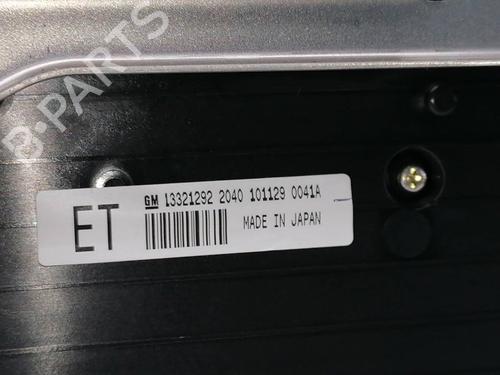 B-PARTS
GM 13321292 2040 101129 0041A
ET
MADE IN JAPAN